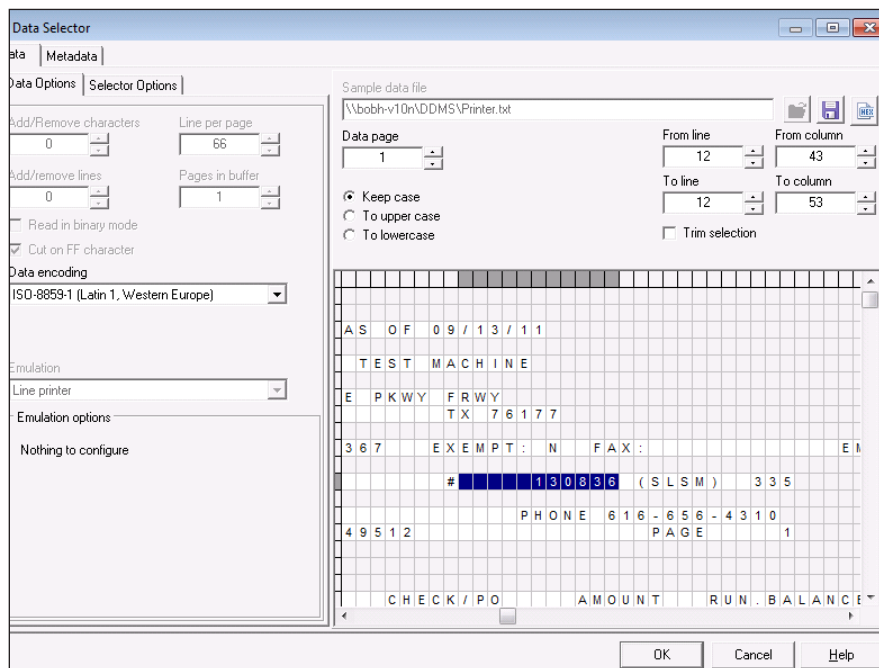 Data Selector
ata Metadata
Data Options Selector Options
Add/Remove characters Line per page
0 66
Add/remove lines Pages in buffer
0 1
Read in binary mode
Cut on FF character
Data encoding
ISO-8859-1 (Latin 1, Western Europe)
Emulation
Line printer
Emulation options
Nothing to configure
Sample data file
\\bobh-v10n\DDMS\Printer.txt
HEX
Data page From line From column
1 12 43
To line To column
12 53
Keep case
To upper case
To lowercase
Trim selection
AS OF 09/13/11
TEST MACHINE
E PKWY FRWY
TX 76177
367 EXEMPT: N FAX: EM
# 130836 (SLSM) 335
PHONE 616-656-4310
49512 PAGE 1
CHECK/PO AMOUNT RUN.BALANCE
OK Cancel Help